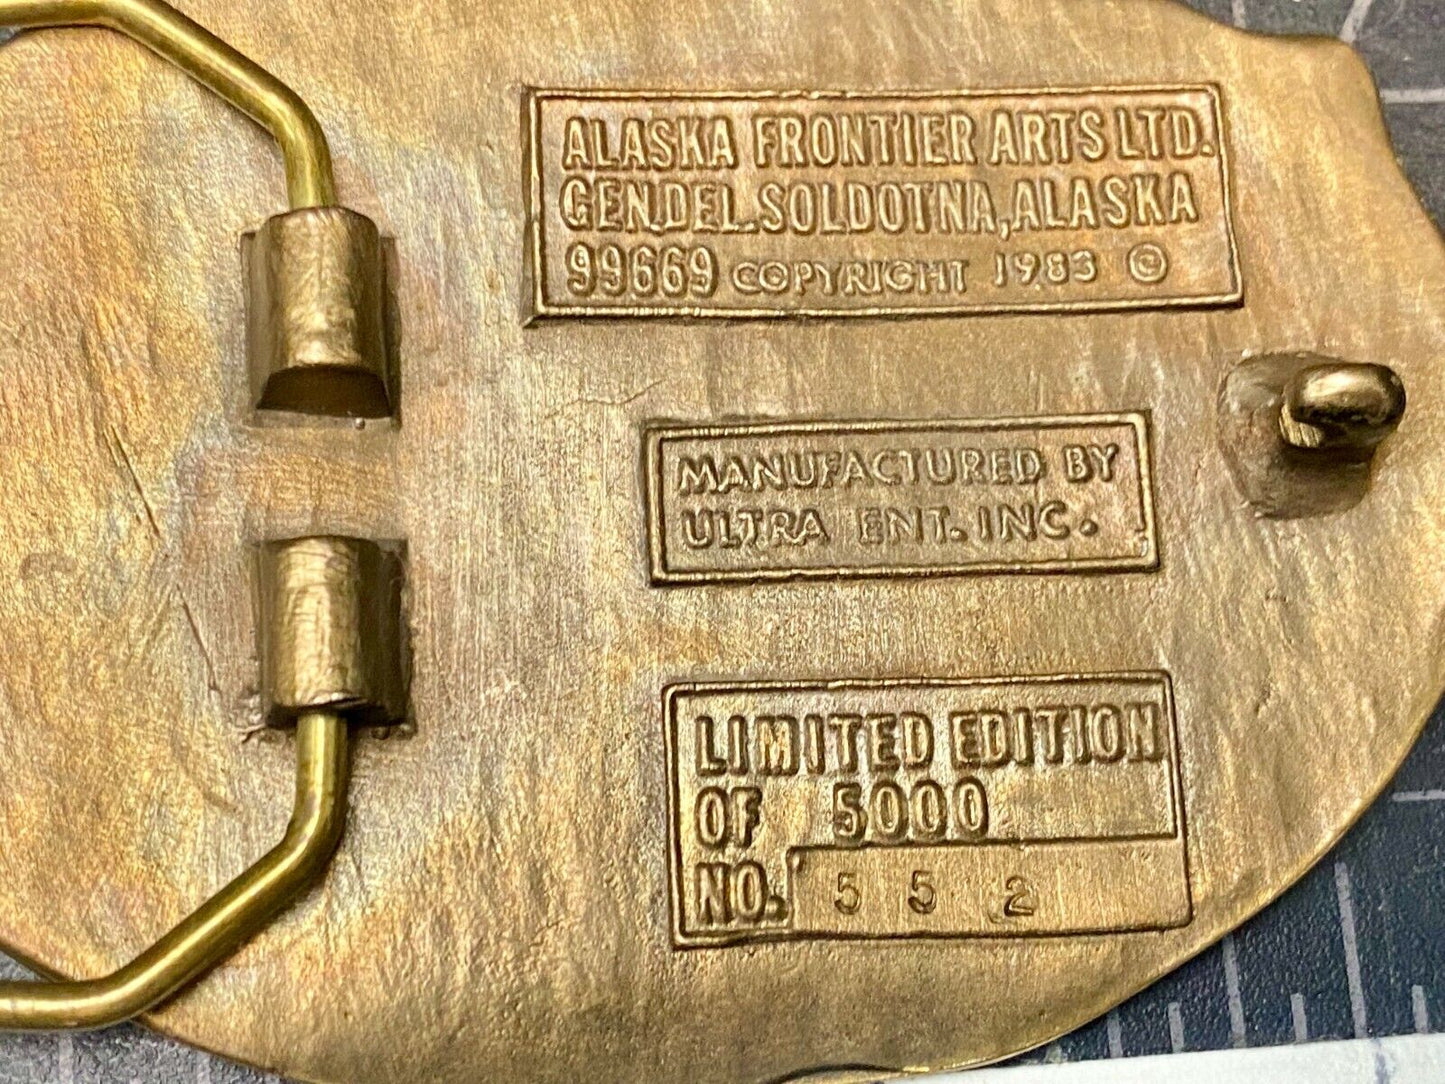 ALASKA FRONTIER ARTS LTD.
GEN.DEL.SOLDOTNA,ALASKA
99669 COPYRIGHT 1983 ©
MANUFACTURED BY
ULTRA ENT. INC.
LIMITED EDITION
OF 5000
NO. 552